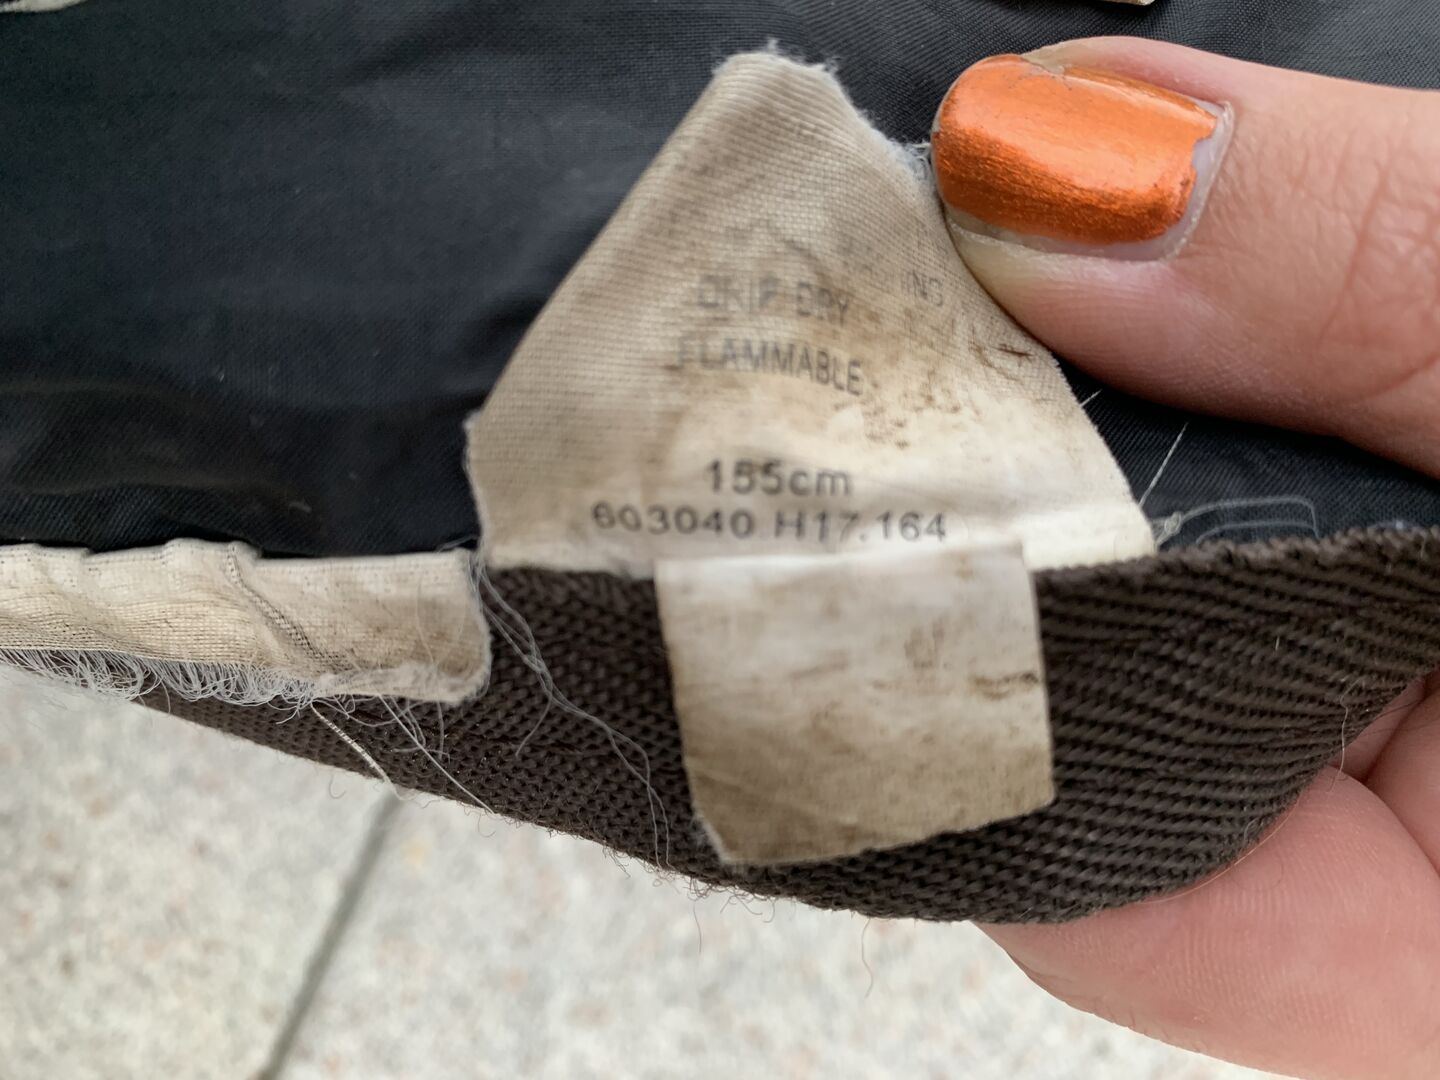 DRIP DRY
FLAMMABLE
155cm
603040 H17.164